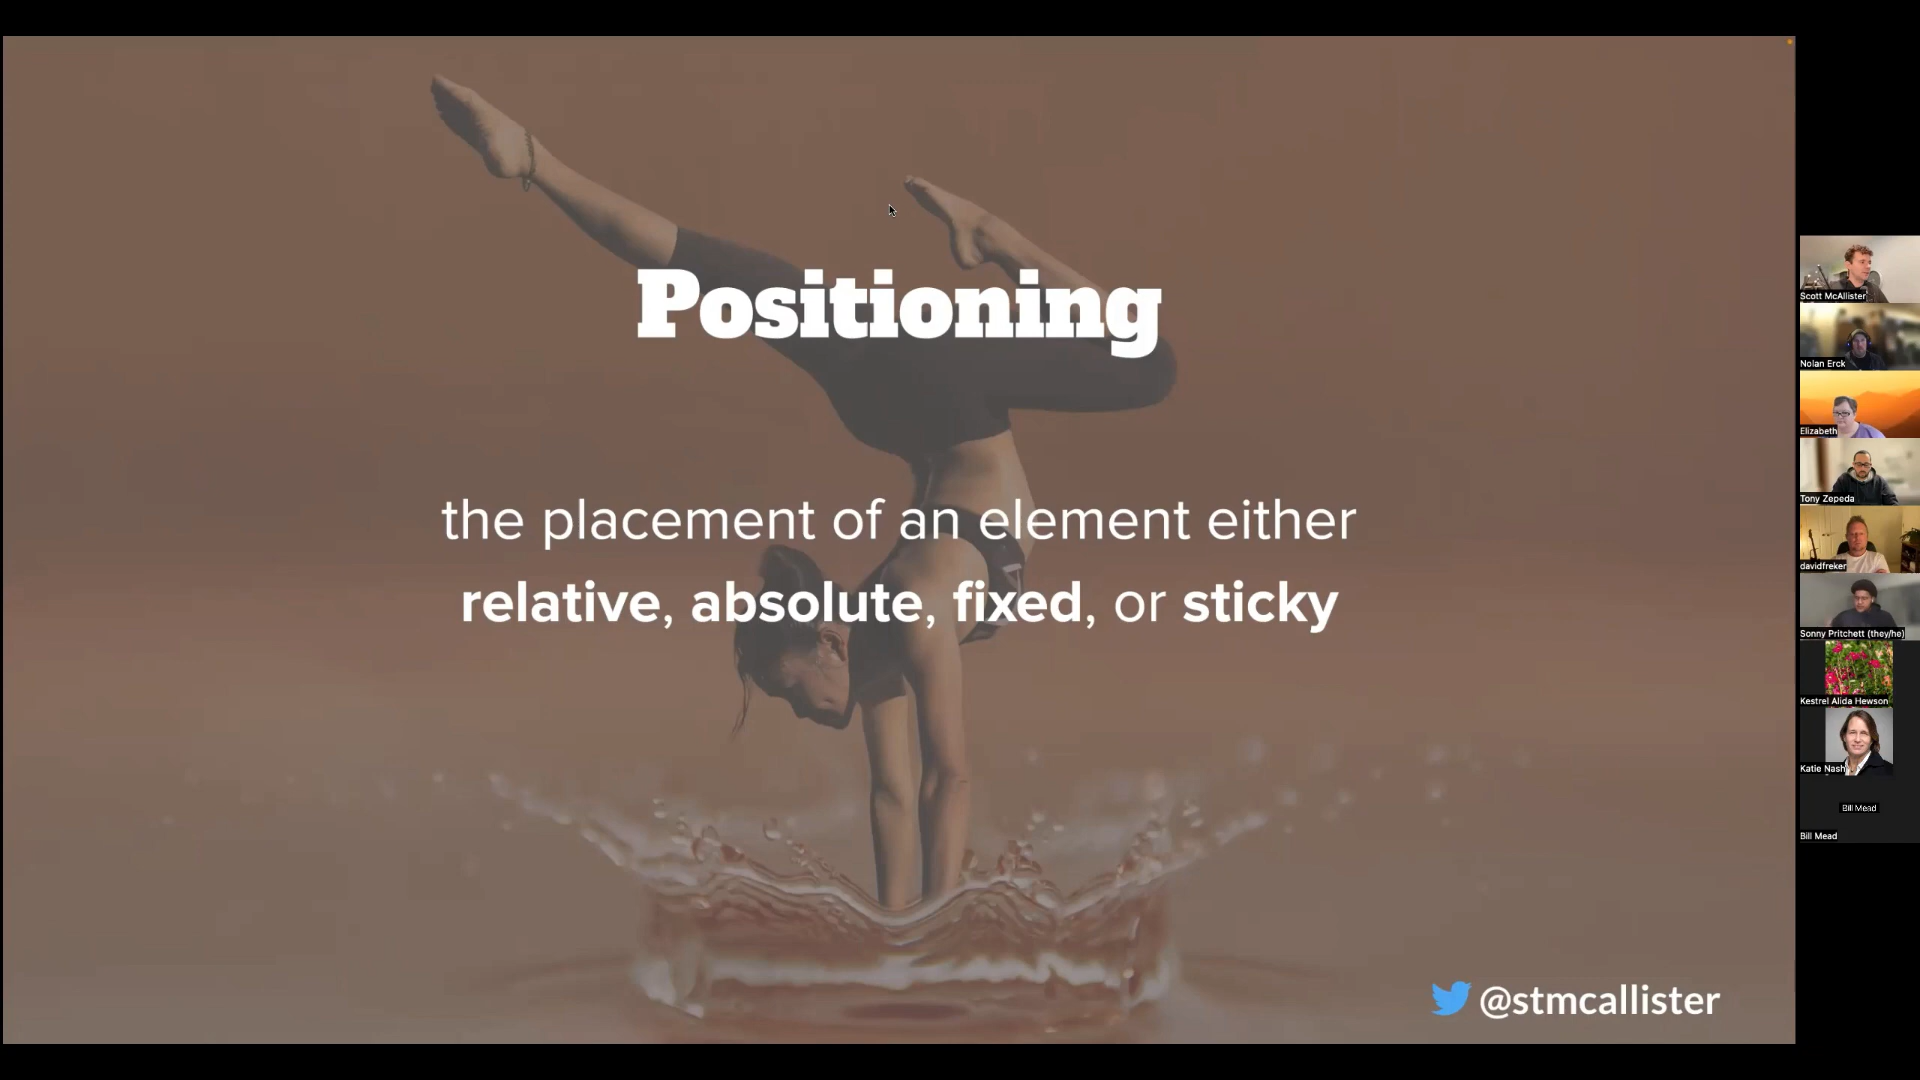 Positioning
the placement of an element either
relative, absolute, fixed, or sticky
@stmcallister
Scott McAllister
Nolan Erck
Elizabeth
Tony Zepeda
davidfreker
Sonny Pritchett (they/he)
Kestrel Alida Hewson
Katie Nash
Bill Mead
Bill Mead